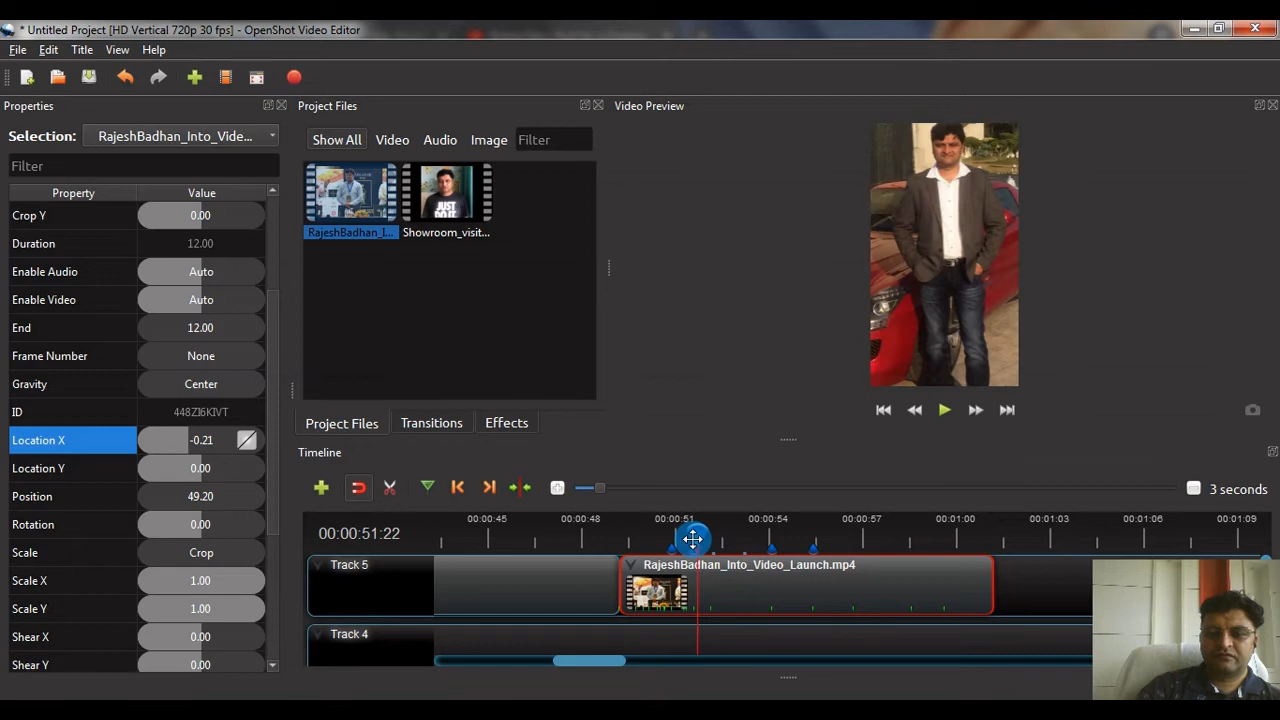 * Untitled Project [HD Vertical 720p 30 fps] - OpenShot Video Editor
File Edit Title View Help
Properties
Project Files
Video Preview
Selection: RajeshBadhan_Into_Vide...
Show All Video Audio Image Filter
Filter
Property Value
Crop Y 0.00
Duration 12.00
Enable Audio Auto
Enable Video Auto
End 12.00
Frame Number None
Gravity Center
ID 448ZI6KIVT
Location X -0.21
Location Y 0.00
Position 49.20
Rotation 0.00
Scale Crop
Scale X 1.00
Scale Y 1.00
Shear X 0.00
Shear Y 0.00
RajeshBadhan_I... Showroom_visit...
JUST DO IT.
Project Files Transitions Effects
Timeline
3 seconds
00:00:51:22
00:00:45 00:00:48 00:00:51 00:00:54 00:00:57 00:01:00 00:01:03 00:01:06 00:01:09
Track 5
RajeshBadhan_Into_Video_Launch.mp4
Track 4